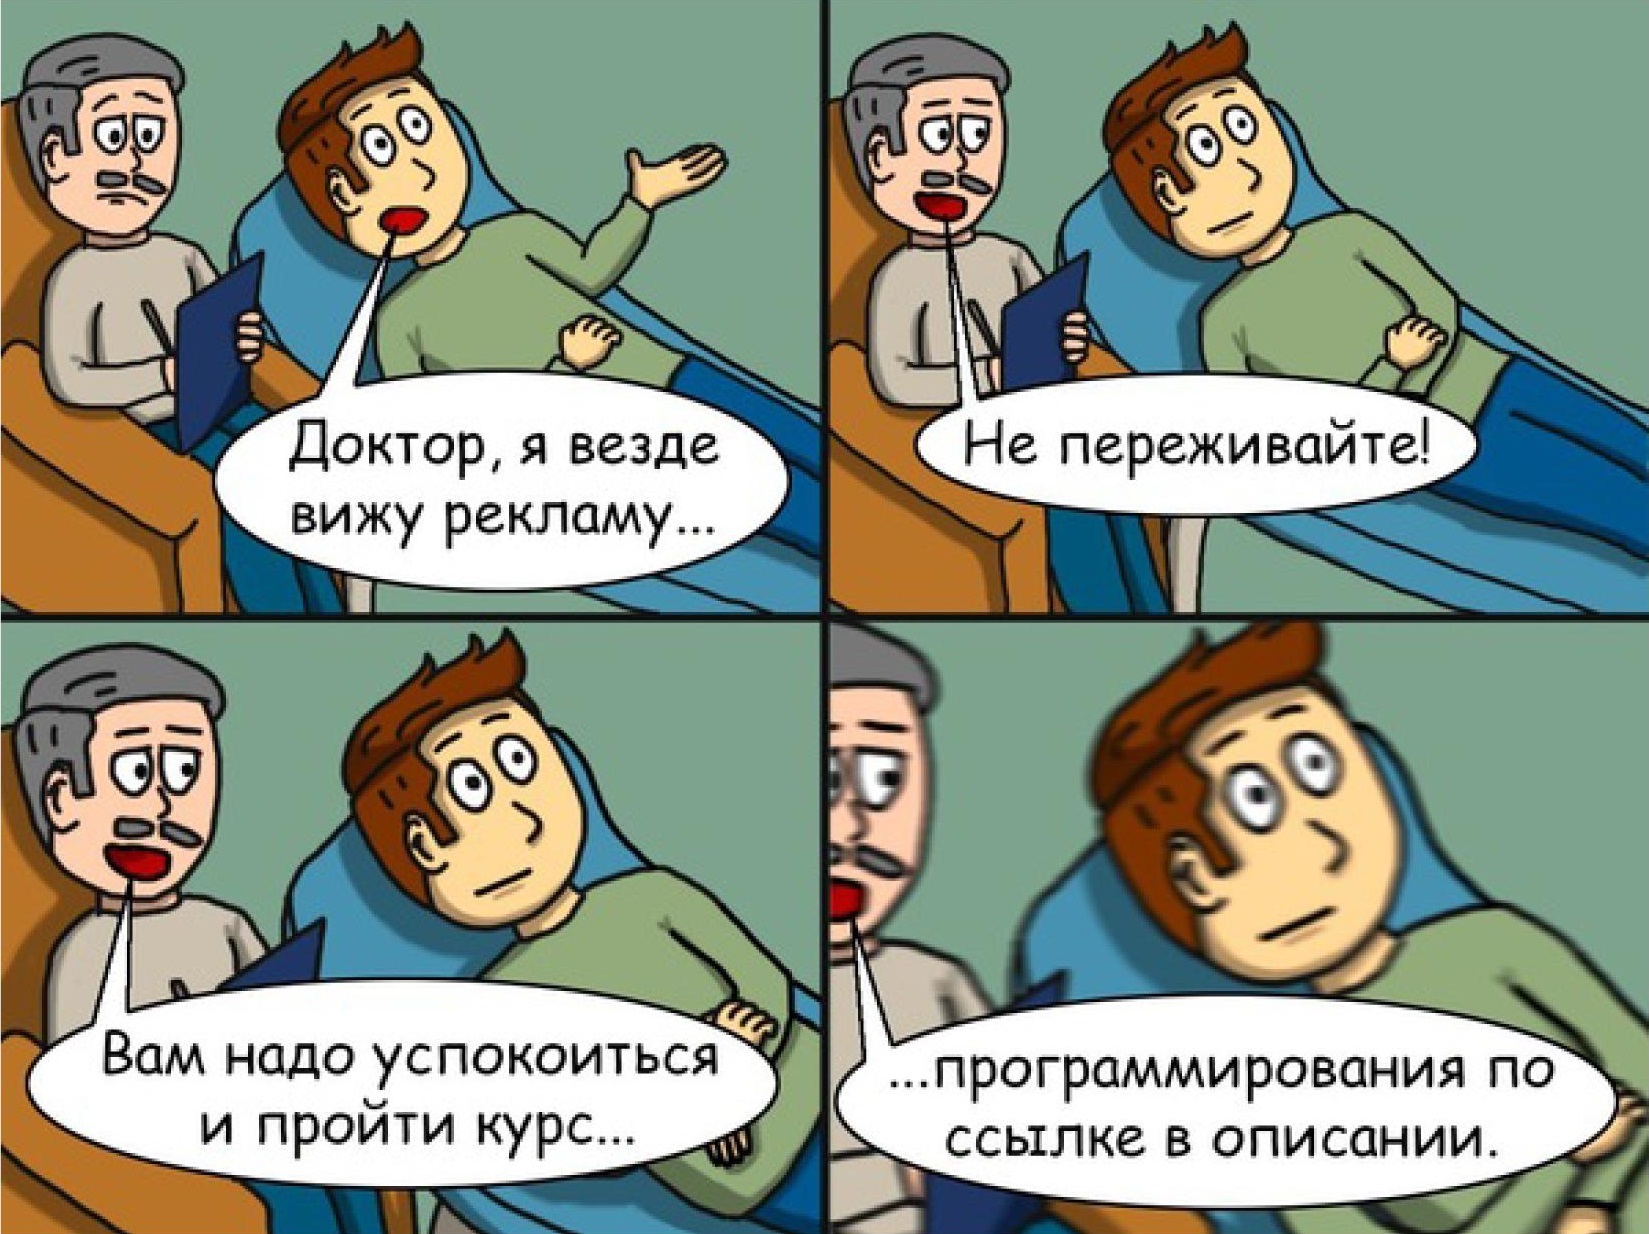 Доктор, я везде
вижу рекламу...
Не переживайте!
Вам надо успокоиться
и пройти курс...
...программирования по
ссылке в описании.